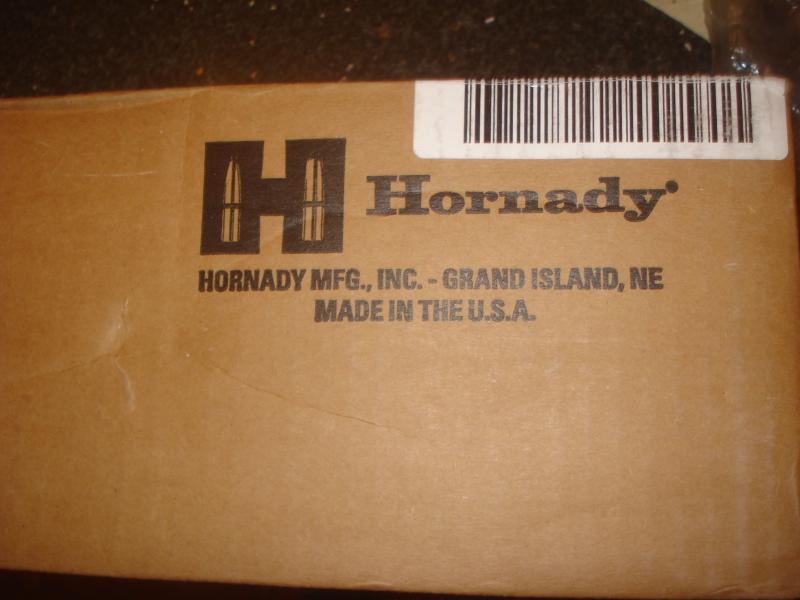 H Hornady®
HORNADY MFG., INC. - GRAND ISLAND, NE
MADE IN THE U.S.A.